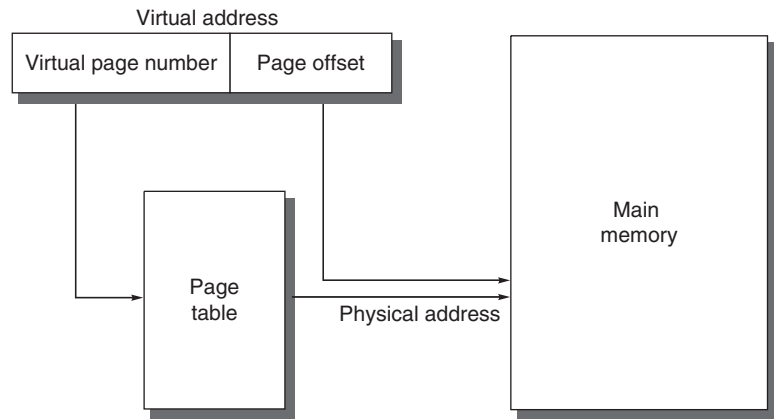 Virtual address
Virtual page number
Page offset
Main
memory
Page
table
Physical address